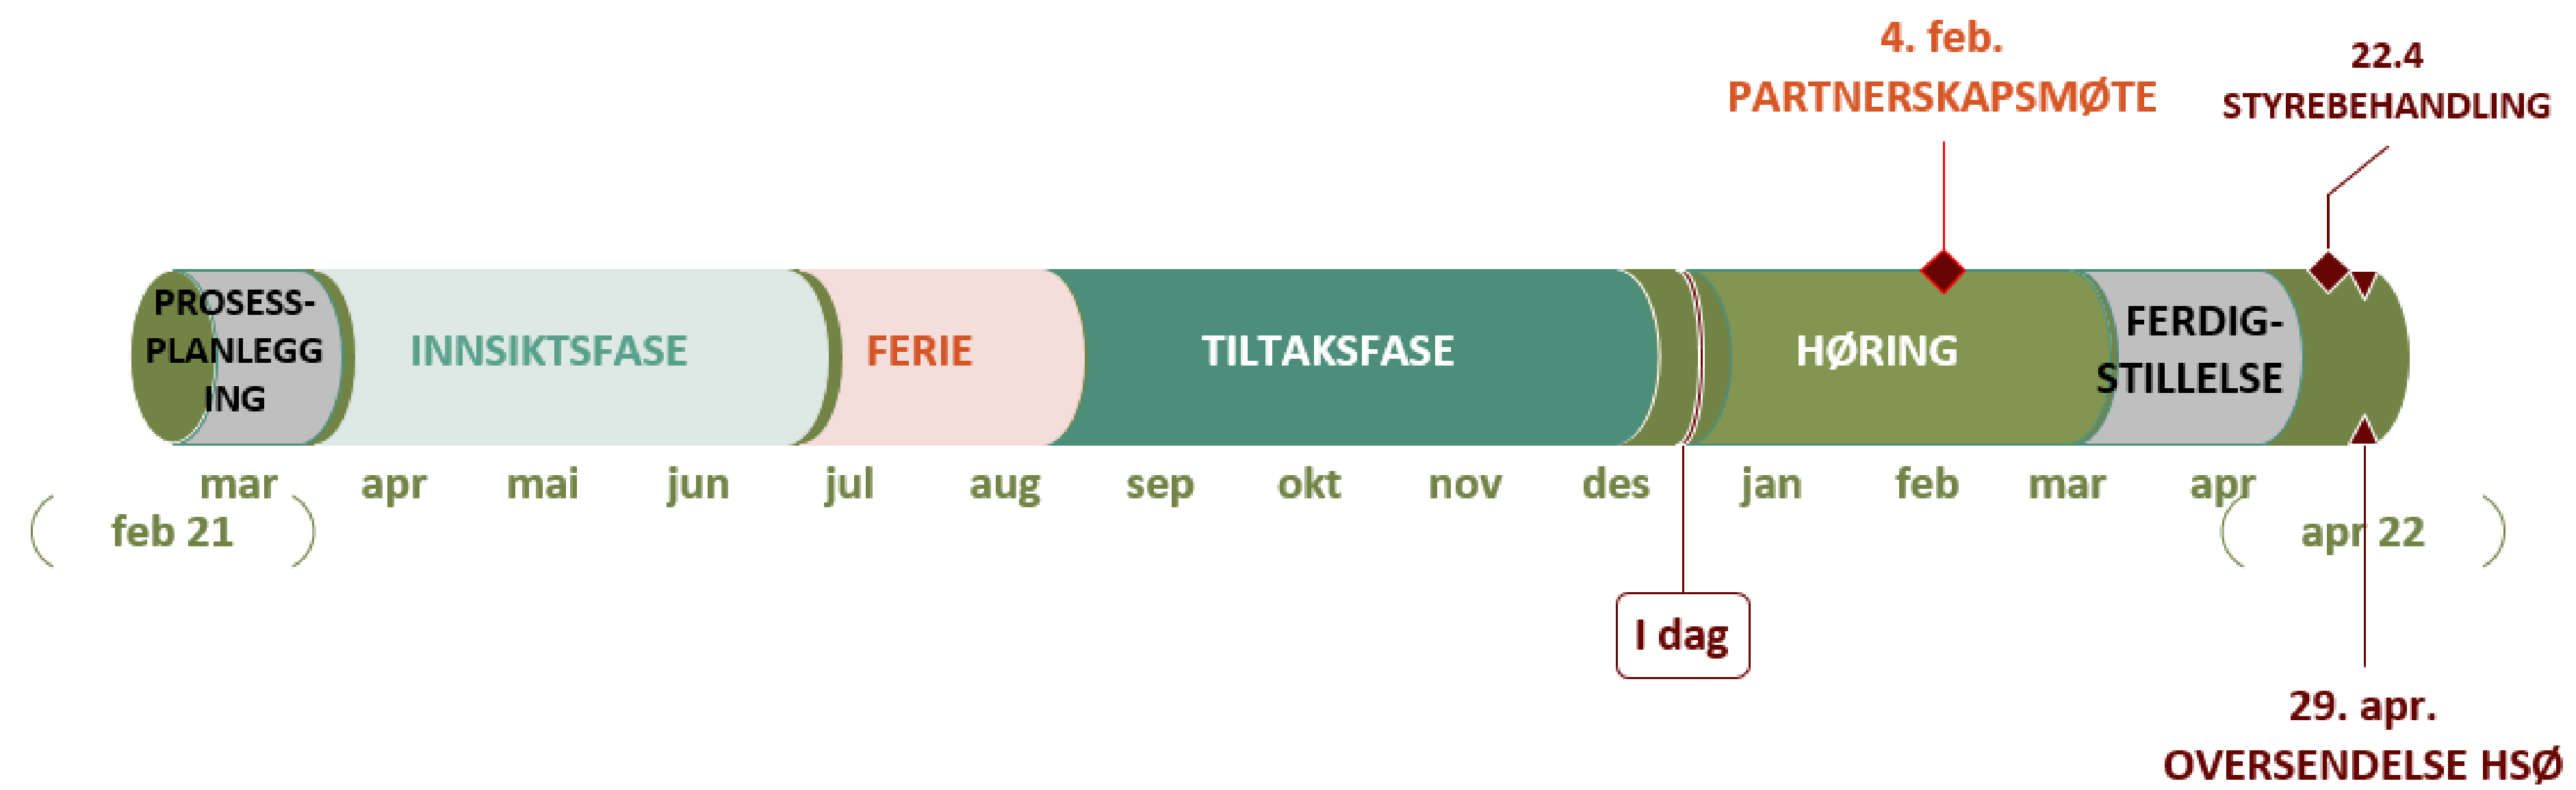 4. feb.
PARTNERSKAPSMØTE
22.4
STYREBEHANDLING
PROSESS-
PLANLEGG
ING
INNSIKTSFASE
FERIE
TILTAKSFASE
HØRING
FERDIG-
STILLELSE
mar apr mai jun jul aug sep okt nov des jan feb mar apr
feb 21
apr 22
I dag
29. apr.
OVERSENDELSE HSØ